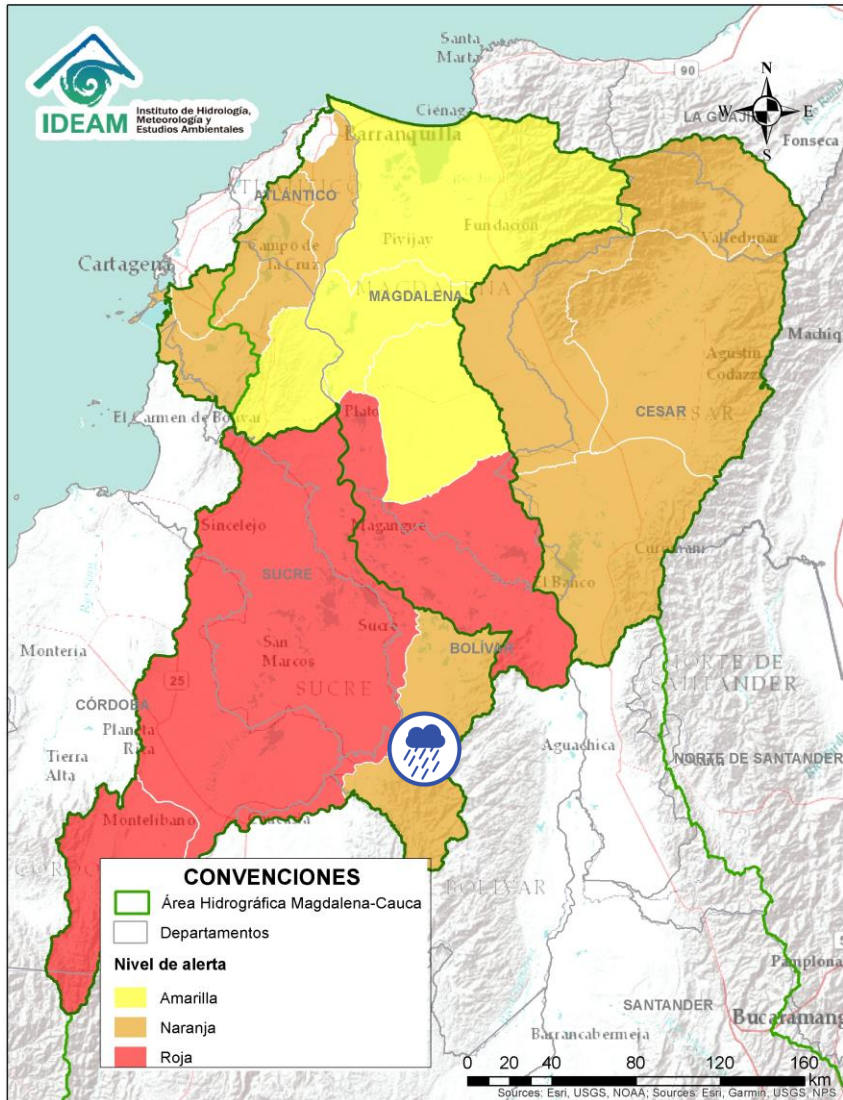 IDEAM
Instituto de Hidrología,
Meteorología y
Estudios Ambientales
Santa
Marta
90
N
W
E
S
Ciénaga
LA GUAJI
Barranquilla
Fonseca
ATLÁNTICO
Campo de
la Cruz
Pivijay
Fundación
Valledupar
Cartagena
MAGDALENA
MAGDALENA
Machiq
Agustín
Codazzi
El Carmen de Bolívar
Plato
CESAR
CESAR
Sincelejo
Magangué
Curumaní
SUCRE
El Banco
Sucre
Montería
San
Marcos
BOLÍVAR
NORTE DE
SANTANDER
25
SUCRE
CÓRDOBA
Planeta
Rica
Tierra
Alta
Aguachica
NORTE DE SANTANDER
Montelíbano
BOLÍVAR
CONVENCIONES
Área Hidrográfica Magdalena-Cauca
Departamentos
Nivel de alerta
Amarilla
Naranja
Roja
Pamplona
SANTANDER
Bucaramang
Barrancabermeja
0 20 40 80 120 160
Km
Sources: Esri, USGS, NOAA; Sources: Esri, Garmin, USGS, NPS